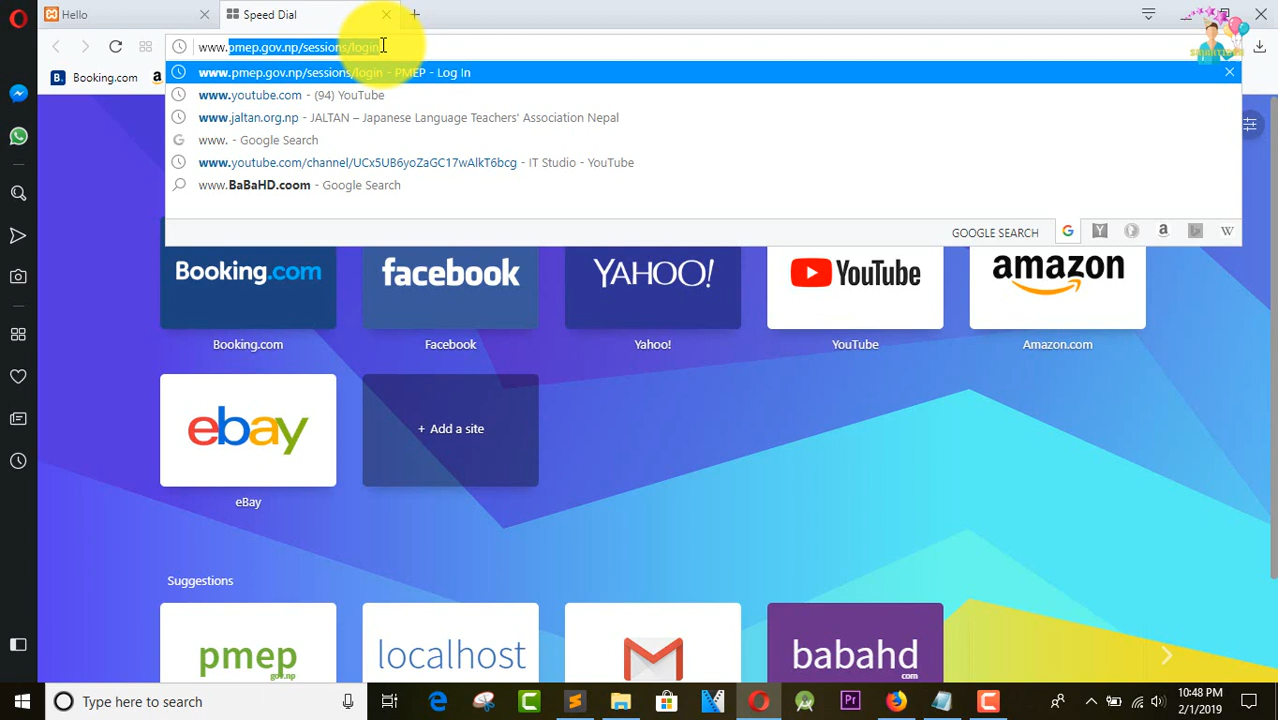 Hello
Speed Dial
www.pmep.gov.np/sessions/login
Booking.com
www.pmep.gov.np/sessions/login - PMEP - Log In
www.youtube.com - (94) YouTube
www.jaltan.org.np - JALTAN – Japanese Language Teachers' Association Nepal
www. - Google Search
www.youtube.com/channel/UCx5UB6yoZaGC17wAlkT6bcg - IT Studio - YouTube
www.BaBaHD.coom - Google Search
GOOGLE SEARCH
Booking.com
facebook
YAHOO!
YouTube
amazon
Booking.com
Facebook
Yahoo!
YouTube
Amazon.com
ebay
+ Add a site
eBay
Suggestions
pmep
gov.np
localhost
babahd
com
Type here to search
10:48 PM
2/1/2019